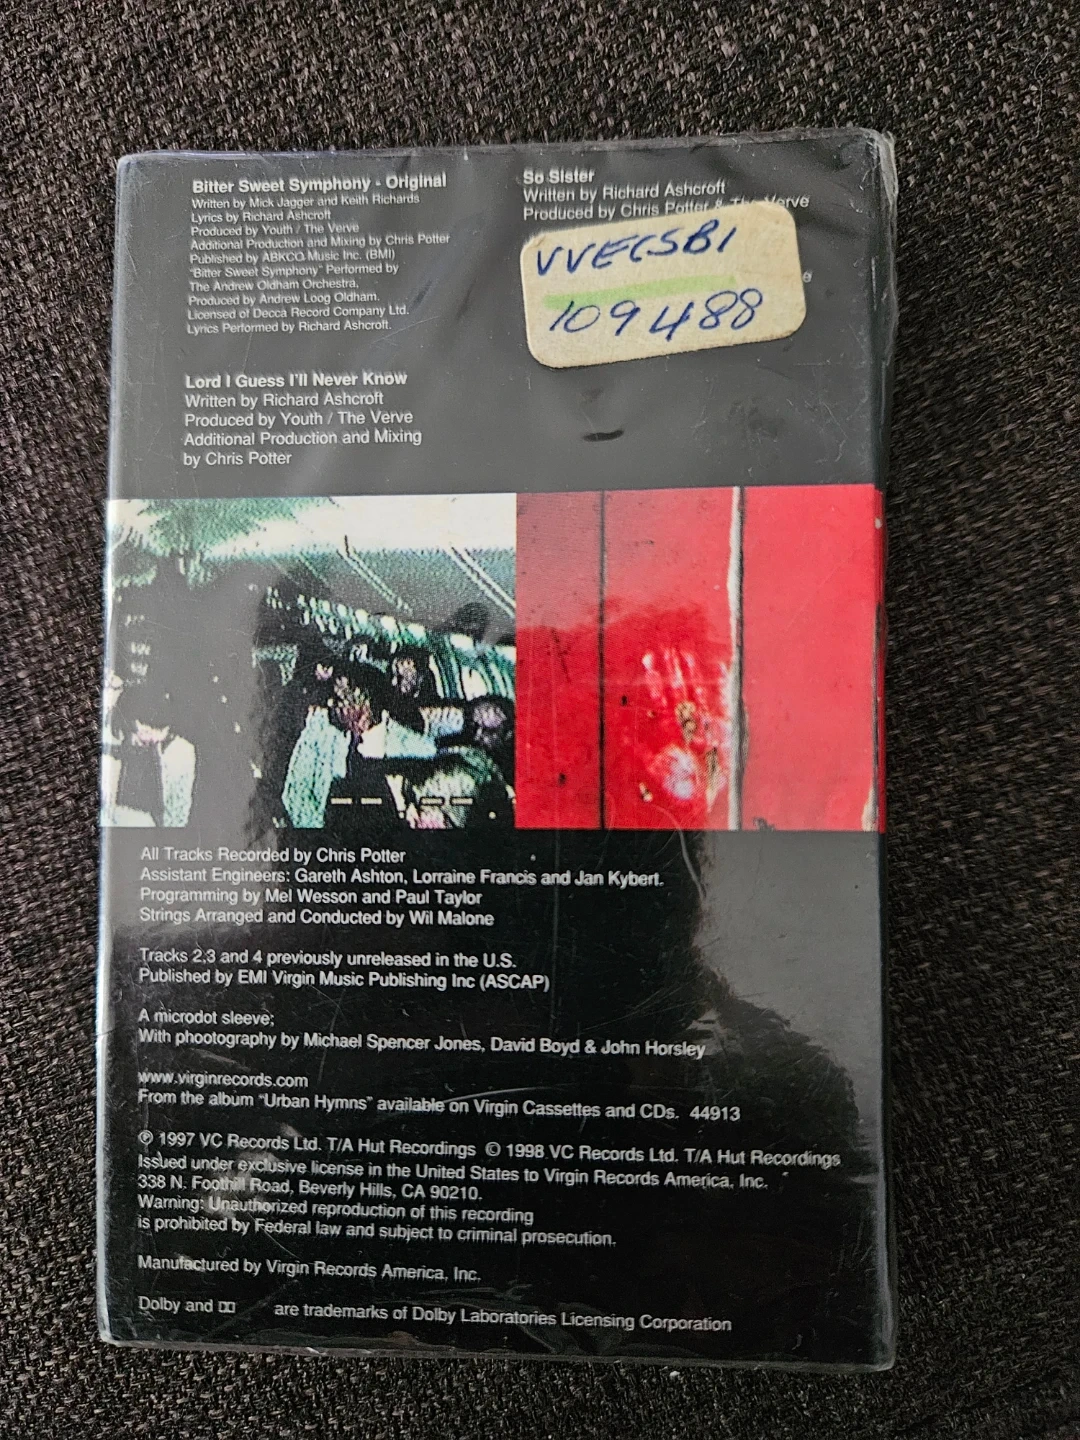 Bitter Sweet Symphony - Original
Written by Mick Jagger and Keith Richards
Lyrics by Richard Ashcroft
Produced by Youth / The Verve
Additional Production and Mixing by Chris Potter
Published by ABKCO Music Inc. (BMI)
"Bitter Sweet Symphony" Performed by
The Andrew Oldham Orchestra,
Produced by Andrew Loog Oldham.
Licensed of Decca Record Company Ltd.
Lyrics Performed by Richard Ashcroft.
Lord I Guess I'll Never Know
Written by Richard Ashcroft
Produced by Youth / The Verve
Additional Production and Mixing
by Chris Potter
So Sister
Written by Richard Ashcroft
Produced by Chris Potter & The Verve
VVECSB1
109488
All Tracks Recorded by Chris Potter
Assistant Engineers: Gareth Ashton, Lorraine Francis and Jan Kybert.
Programming by Mel Wesson and Paul Taylor
Strings Arranged and Conducted by Wil Malone
Tracks 2,3 and 4 previously unreleased in the U.S.
Published by EMI Virgin Music Publishing Inc (ASCAP)
A microdot sleeve;
With phootography by Michael Spencer Jones, David Boyd & John Horsley
www.virginrecords.com
From the album "Urban Hymns" available on Virgin Cassettes and CDs. 44913
℗ 1997 VC Records Ltd. T/A Hut Recordings © 1998 VC Records Ltd. T/A Hut Recordings
Issued under exclusive license in the United States to Virgin Records America, Inc.
338 N. Foothill Road, Beverly Hills, CA 90210.
Warning: Unauthorized reproduction of this recording
is prohibited by Federal law and subject to criminal prosecution.
Manufactured by Virgin Records America, Inc.
Dolby and are trademarks of Dolby Laboratories Licensing Corporation